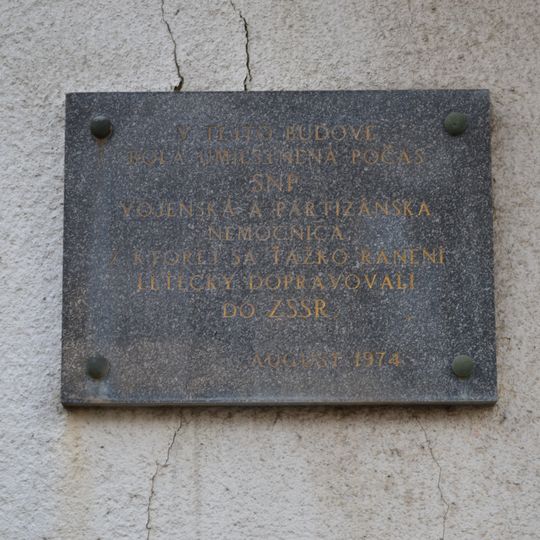 V TEJTO BUDOVE
BOLA UMIESTNENÁ POČAS
SNP
VOJENSKÁ A PARTIZÁNSKA
NEMOCNICA,
Z KTOREJ SA ŤAŽKO RANENÍ
LETECKY DOPRAVOVALI
DO ZSSR
AUGUST 1974